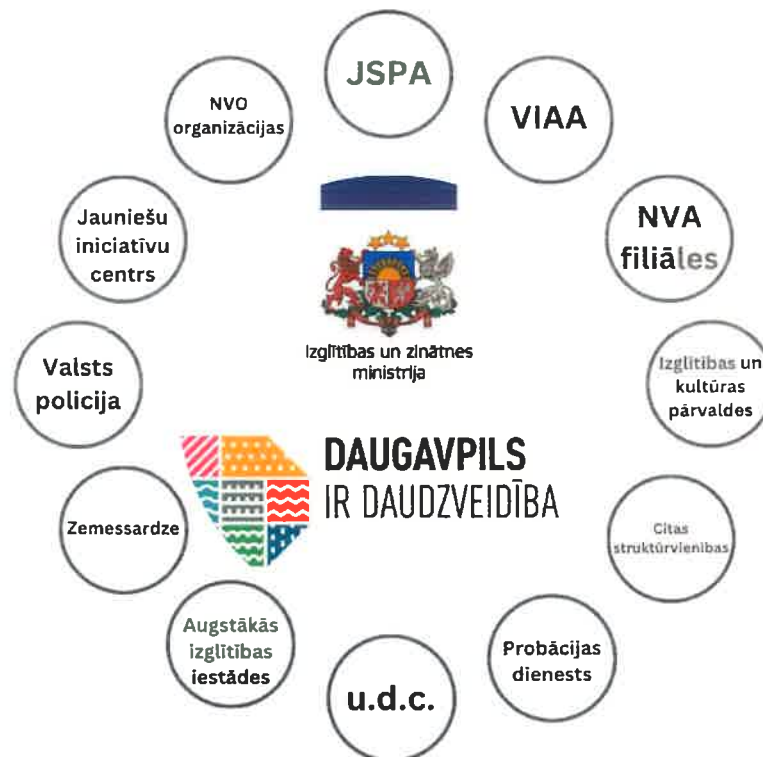 JSPA
VIAA
NVA
filiāles
Izglītības un
kultūras
pārvaldes
Citas
struktūrvienības
Probācijas
dienests
u.d.c.
Augstākās
izglītības
iestādes
Zemessardze
Valsts
policija
Jauniešu
iniciatīvu
centrs
NVO
organizācijas
Izglītības un zinātnes
ministrija
DAUGAVPILS
IR DAUDZVEIDĪBA